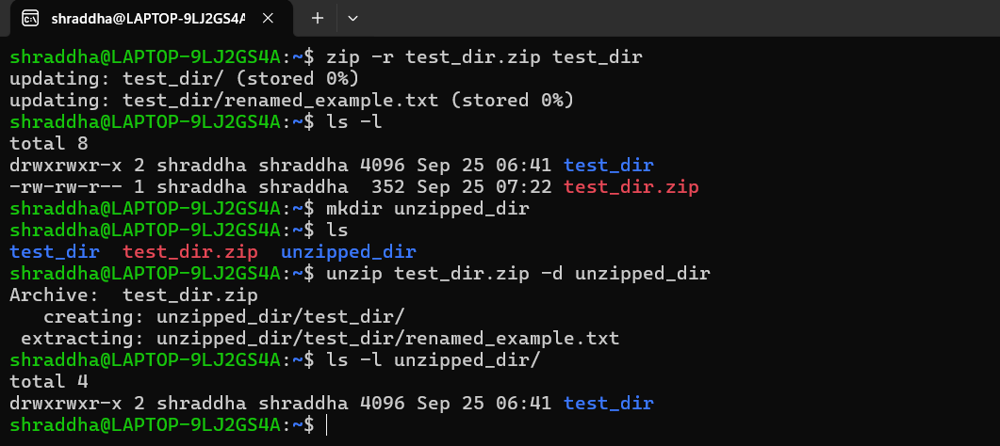 shraddha@LAPTOP-9LJ2GS4A
shraddha@LAPTOP-9LJ2GS4A:~$ zip -r test_dir.zip test_dir
updating: test_dir/ (stored 0%)
updating: test_dir/renamed_example.txt (stored 0%)
shraddha@LAPTOP-9LJ2GS4A:~$ ls -l
total 8
drwxrwxr-x 2 shraddha shraddha 4096 Sep 25 06:41 test_dir
-rw-rw-r-- 1 shraddha shraddha  352 Sep 25 07:22 test_dir.zip
shraddha@LAPTOP-9LJ2GS4A:~$ mkdir unzipped_dir
shraddha@LAPTOP-9LJ2GS4A:~$ ls
test_dir  test_dir.zip  unzipped_dir
shraddha@LAPTOP-9LJ2GS4A:~$ unzip test_dir.zip -d unzipped_dir
Archive:  test_dir.zip
   creating: unzipped_dir/test_dir/
 extracting: unzipped_dir/test_dir/renamed_example.txt
shraddha@LAPTOP-9LJ2GS4A:~$ ls -l unzipped_dir/
total 4
drwxrwxr-x 2 shraddha shraddha 4096 Sep 25 06:41 test_dir
shraddha@LAPTOP-9LJ2GS4A:~$